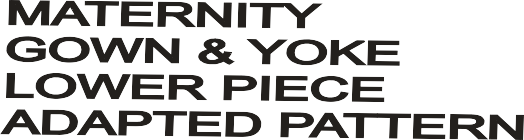 MATERNITY
GOWN & YOKE
LOWER PIECE
ADAPTED PATTERN